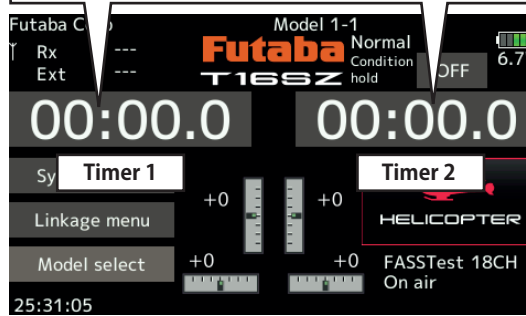 Futaba Co
Model 1-1
Rx ---
Ext ---
Futaba
T16SZ
Normal
Condition
hold
OFF
6.7
00:00.0
00:00.0
Sy
Timer 1
Timer 2
+0
+0
HELICOPTER
Linkage menu
Model select
+0
+0
FASSTest 18CH
On air
25:31:05